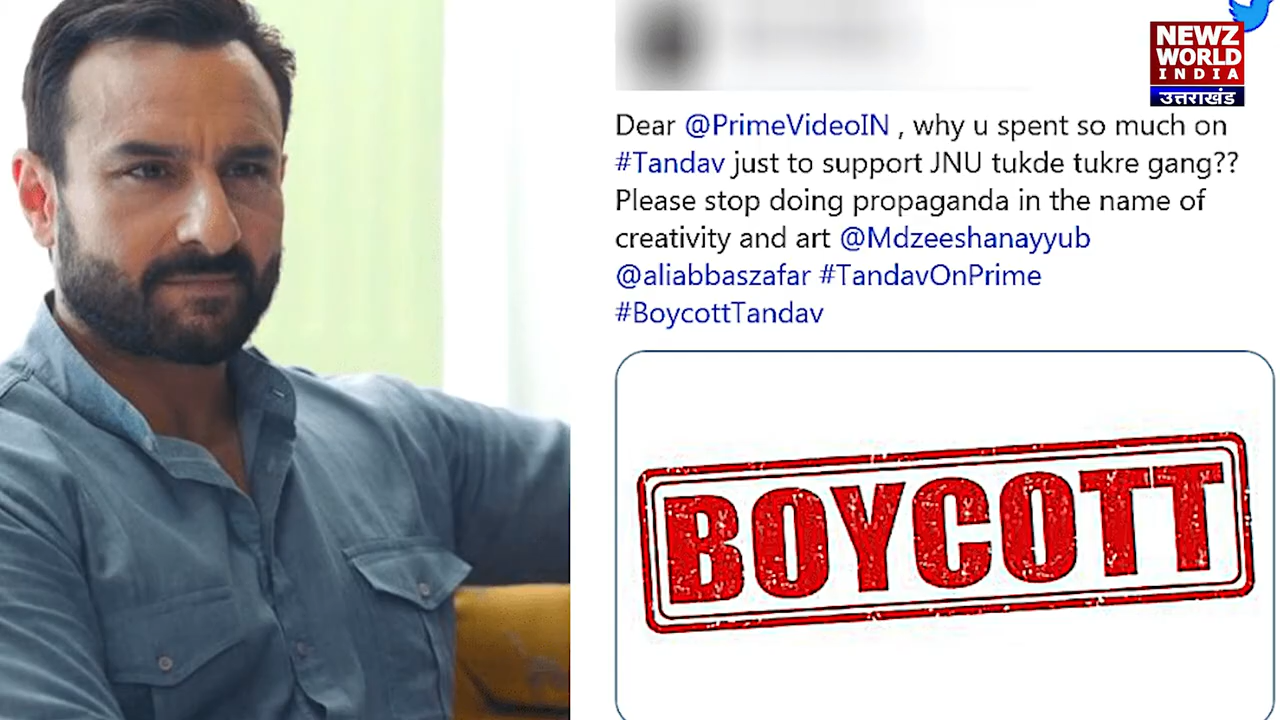 NEWZ
WORLD
INDIA
उत्तराखंड
Dear @PrimeVideoIN , why u spent so much on
#Tandav just to support JNU tukde tukre gang??
Please stop doing propaganda in the name of
creativity and art @Mdzeeshanayyub
@aliabbaszafar #TandavOnPrime
#BoycottTandav
BOYCOTT